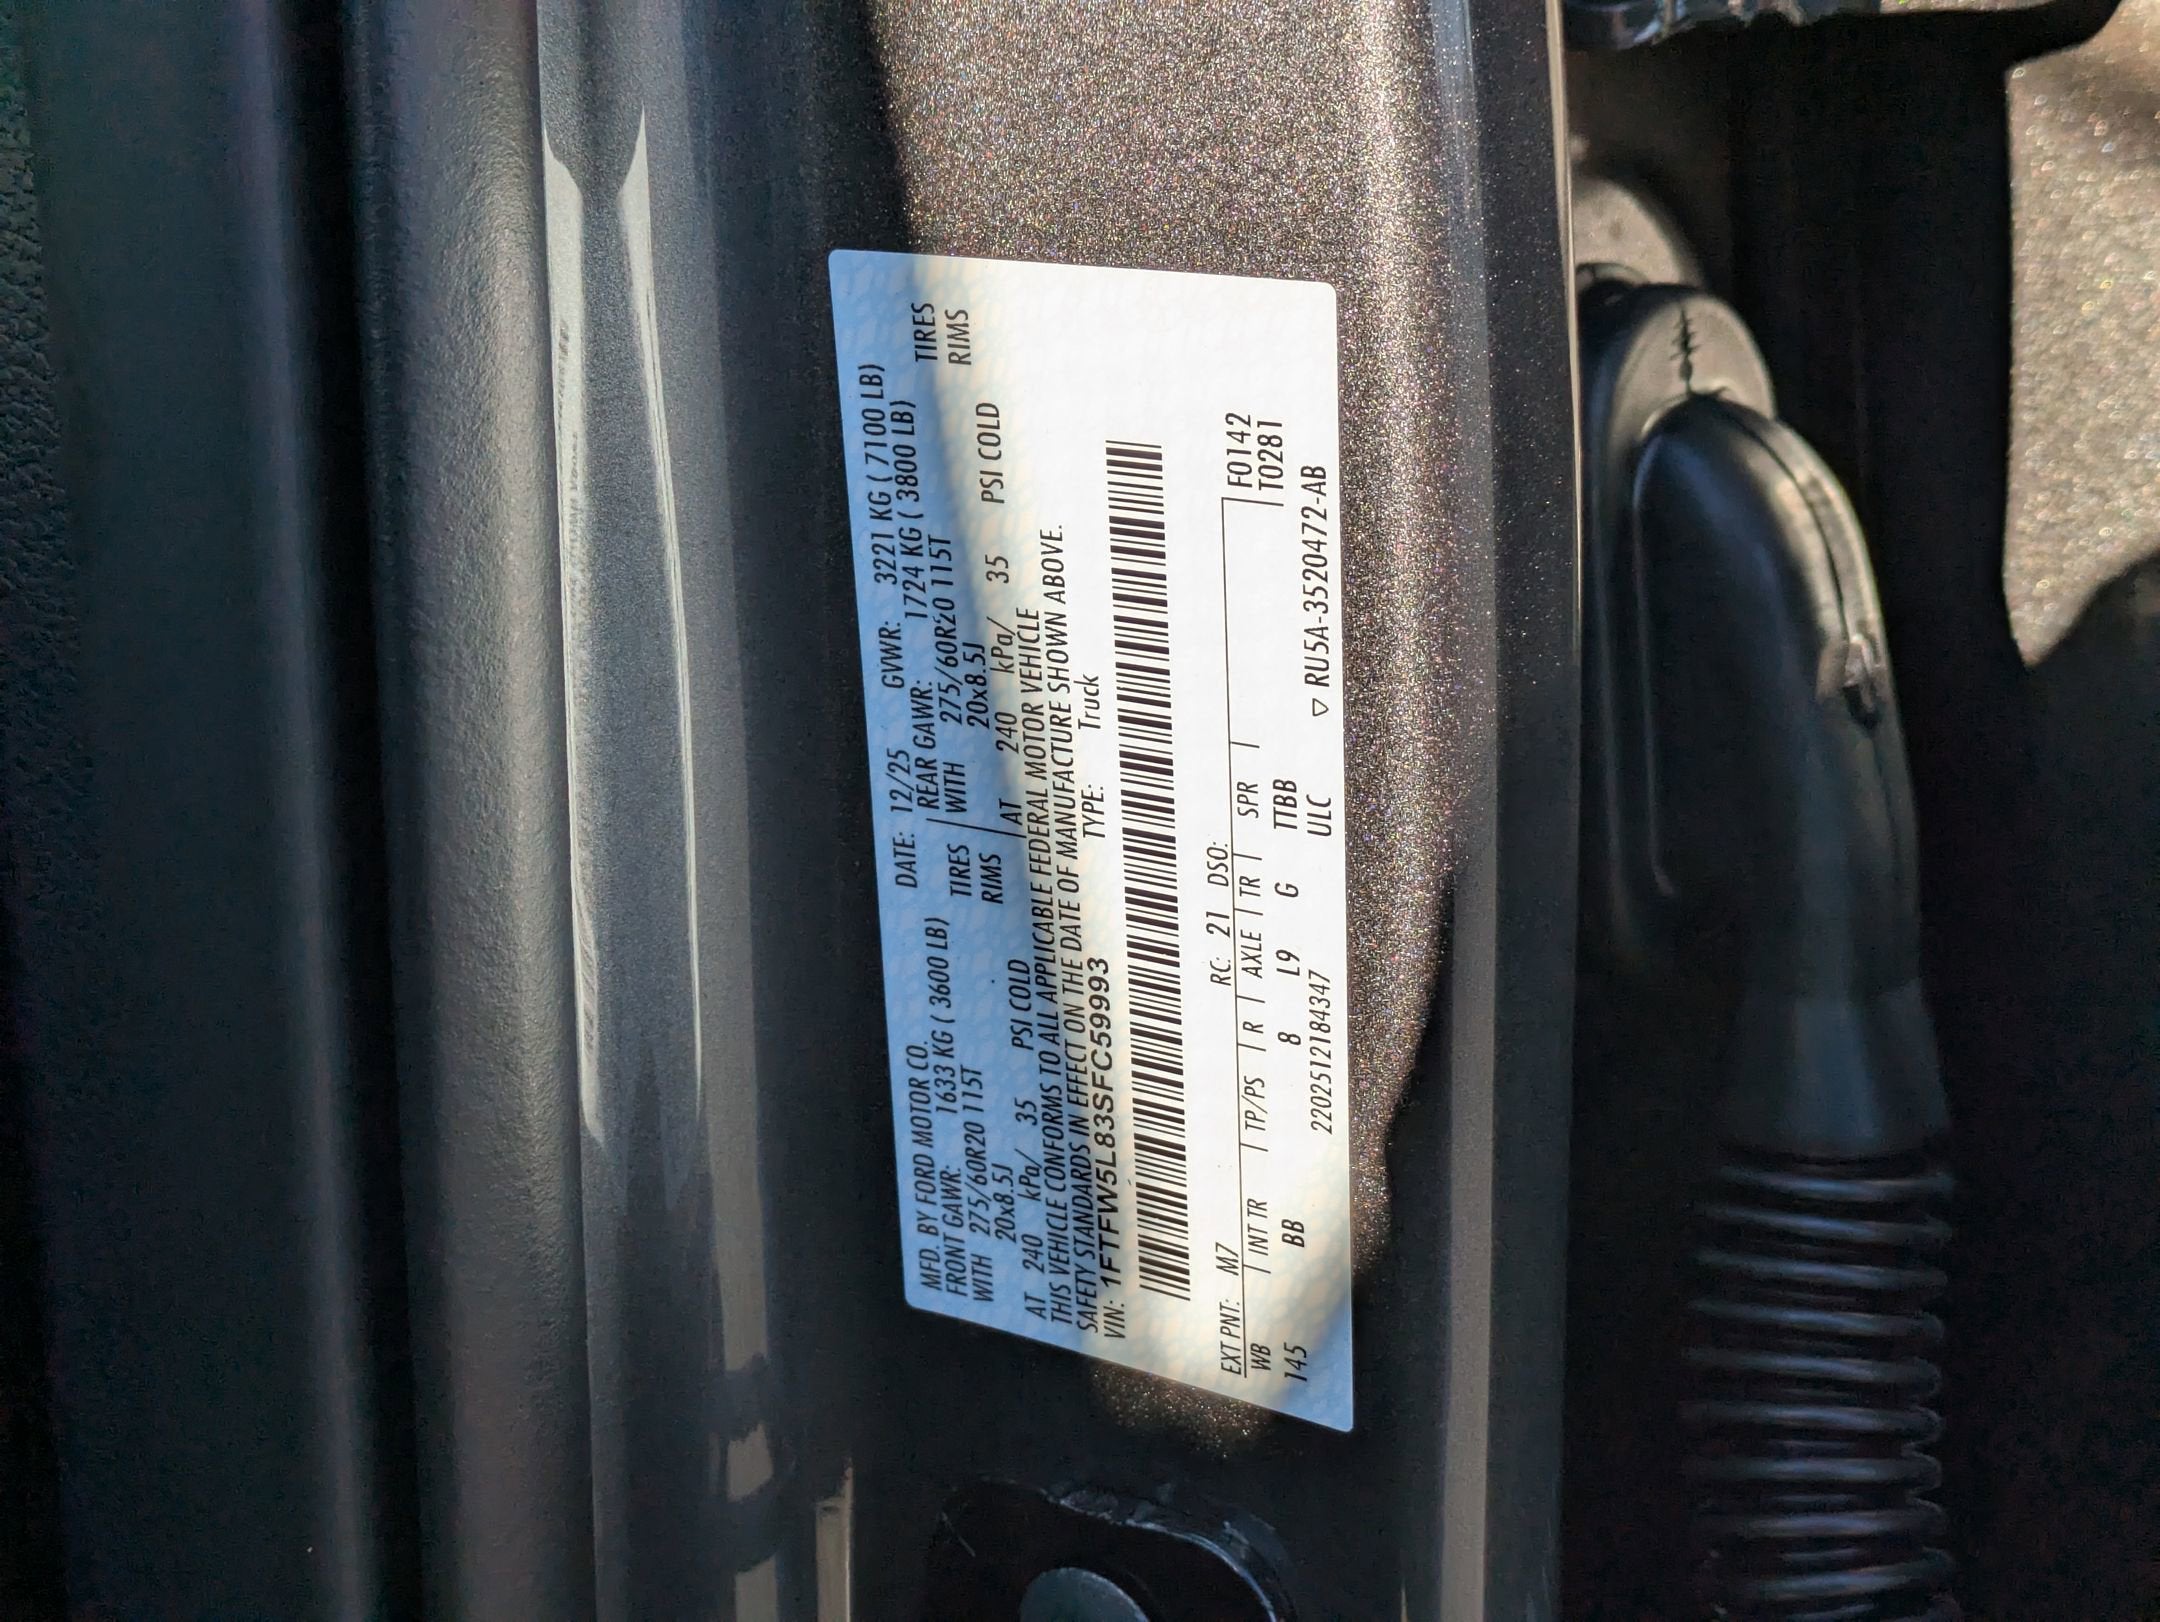 MFD. BY FORD MOTOR CO. DATE: 12/25 GVWR: 3221 KG ( 7100 LB)
FRONT GAWR: 1633 KG ( 3600 LB) REAR GAWR: 1724 KG ( 3800 LB)
WITH 275/60R20 115T TIRES WITH 275/60R20 115T TIRES
20x8.5J RIMS 20x8.5J RIMS
AT 240 kPa/ 35 PSI COLD AT 240 kPa/ 35 PSI COLD
THIS VEHICLE CONFORMS TO ALL APPLICABLE FEDERAL MOTOR VEHICLE
SAFETY STANDARDS IN EFFECT ON THE DATE OF MANUFACTURE SHOWN ABOVE.
VIN: 1FTFW5L83SFC59993 TYPE: Truck
EXT PNT: M7 RC: 21 DSO:
WB | INT TR | TP/PS | R | AXLE | TR | SPR | F0142
145 BB 8 L9 G TTBB T0281
22025121 84347 ULC ▽ RU5A-3520472-AB